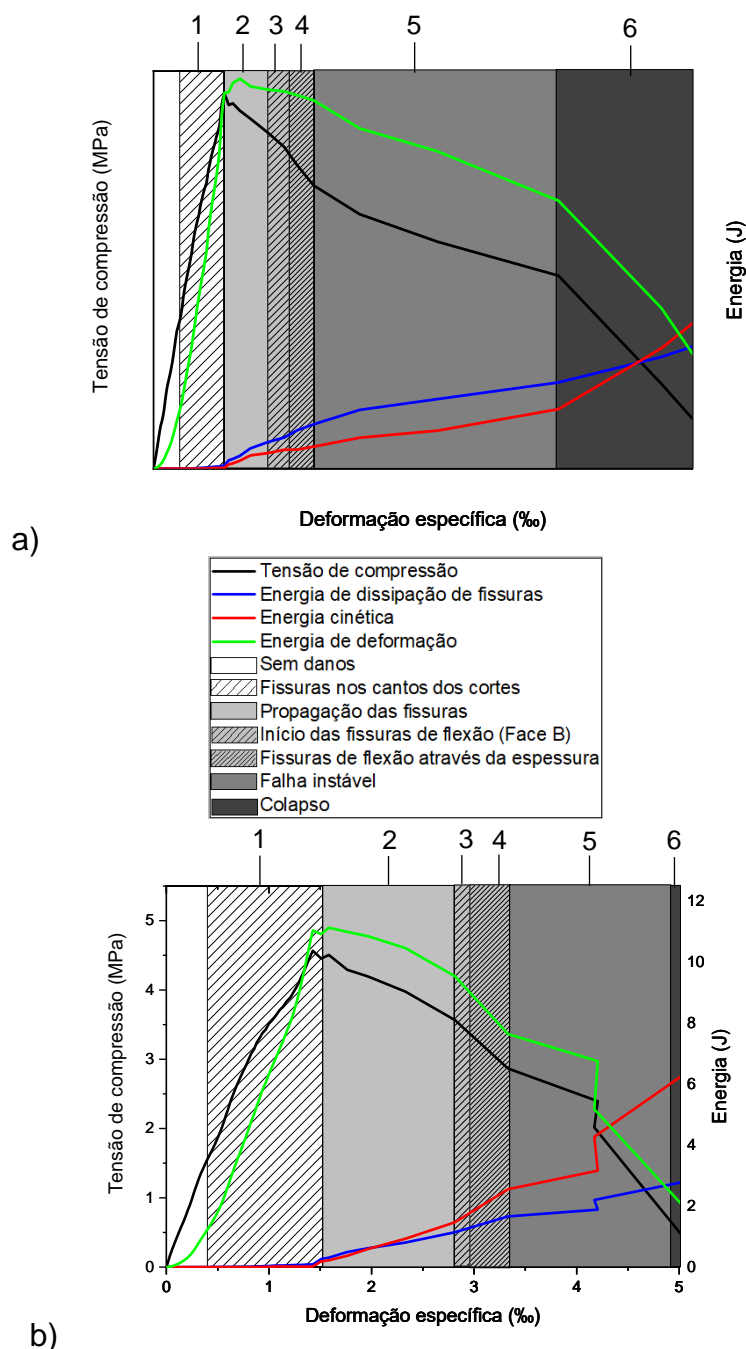 1 2 3 4 5 6
Tensão de compressão (MPa)
Energia (J)
Deformação específica (‰)
a)
Tensão de compressão
Energia de dissipação de fissuras
Energia cinética
Energia de deformação
Sem danos
Fissuras nos cantos dos cortes
Propagação das fissuras
Início das fissuras de flexão (Face B)
Fissuras de flexão através da espessura
Falha instável
Colapso
1 2 3 4 5 6
5
4
3
2
1
0
Tensão de compressão (MPa)
12
10
8
6
4
2
0
Energia (J)
0 1 2 3 4 5
Deformação específica (‰)
b)